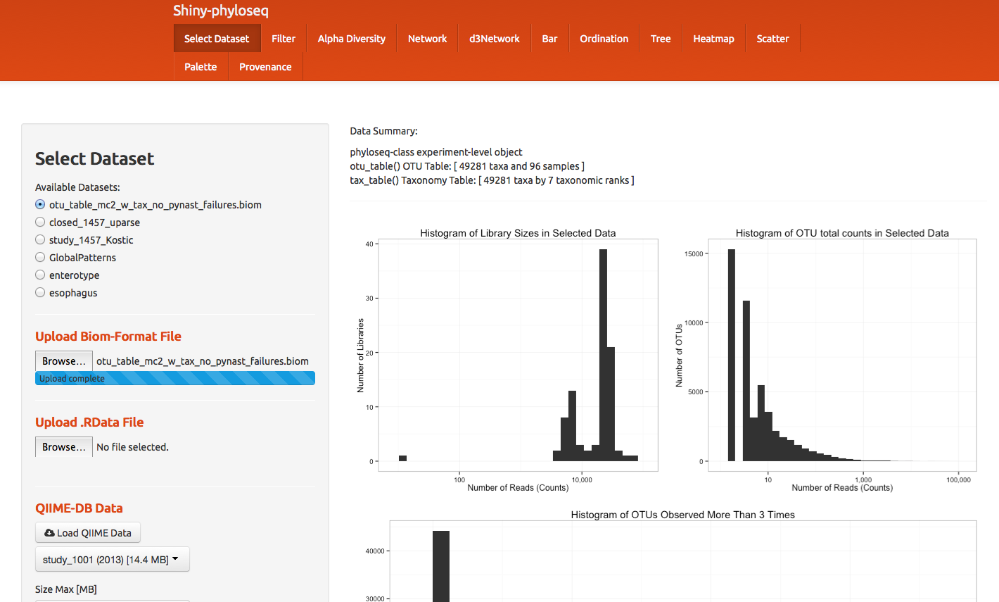 Shiny-phyloseq
Select Dataset Filter Alpha Diversity Network d3Network Bar Ordination Tree Heatmap Scatter
Palette Provenance
Select Dataset
Available Datasets:
otu_table_mc2_w_tax_no_pynast_failures.biom
closed_1457_uparse
study_1457_Kostic
GlobalPatterns
enterotype
esophagus
Upload Biom-Format File
Browse... otu_table_mc2_w_tax_no_pynast_failures.biom
Upload complete
Upload .RData File
Browse... No file selected.
QIIME-DB Data
Load QIIME Data
study_1001 (2013) [14.4 MB]
Size Max [MB]
Data Summary:
phyloseq-class experiment-level object
otu_table() OTU Table: [ 49281 taxa and 96 samples ]
tax_table() Taxonomy Table: [ 49281 taxa by 7 taxonomic ranks ]
Histogram of Library Sizes in Selected Data
Number of Libraries
40
30
20
10
0
100 10,000
Number of Reads (Counts)
Histogram of OTU total counts in Selected Data
Number of OTUs
15000
10000
5000
0
10 1,000 100,000
Number of Reads (Counts)
Histogram of OTUs Observed More Than 3 Times
40000
30000